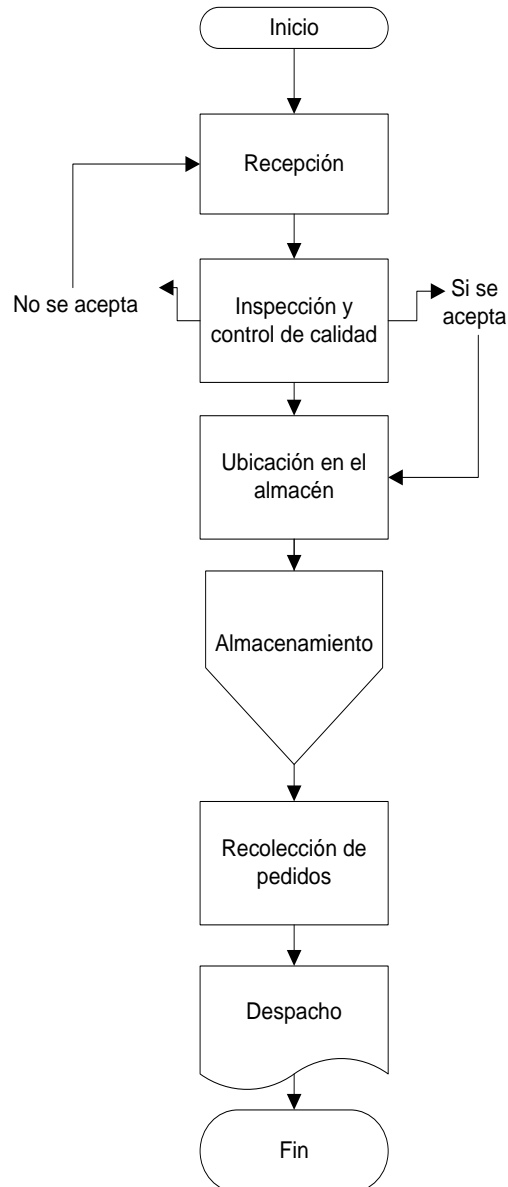 Inicio
Recepción
No se acepta
Inspección y
control de calidad
Si se
acepta
Ubicación en el
almacén
Almacenamiento
Recolección de
pedidos
Despacho
Fin